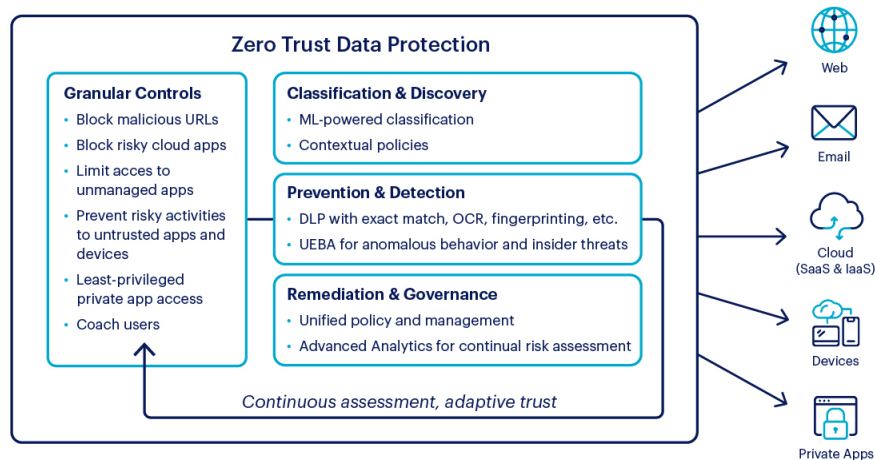 Zero Trust Data Protection
Granular Controls
• Block malicious URLs
• Block risky cloud apps
• Limit acces to
unmanaged apps
• Prevent risky activities
to untrusted apps and
devices
• Least-privileged
private app access
• Coach users
Classification & Discovery
• ML-powered classification
• Contextual policies
Prevention & Detection
• DLP with exact match, OCR, fingerprinting, etc.
• UEBA for anomalous behavior and insider threats
Remediation & Governance
• Unified policy and management
• Advanced Analytics for continual risk assessment
Continuous assessment, adaptive trust
Web
Email
Cloud
(SaaS & IaaS)
Devices
Private Apps